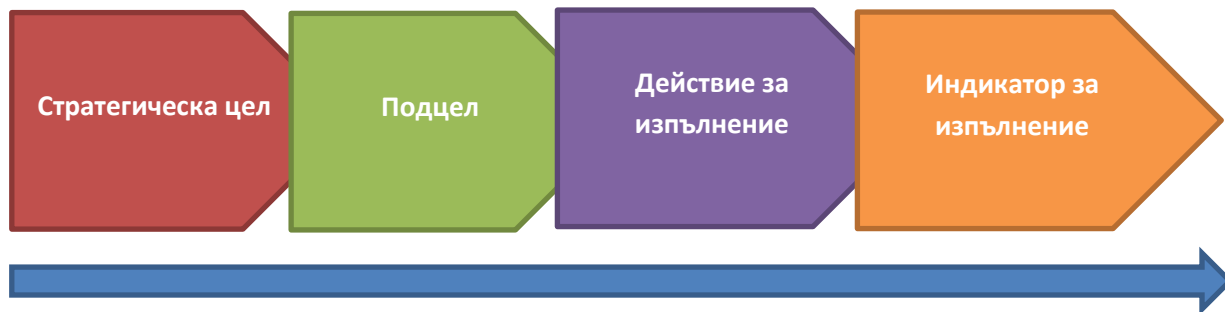 Стратегическа цел
Подцел
Действие за
изпълнение
Индикатор за
изпълнение